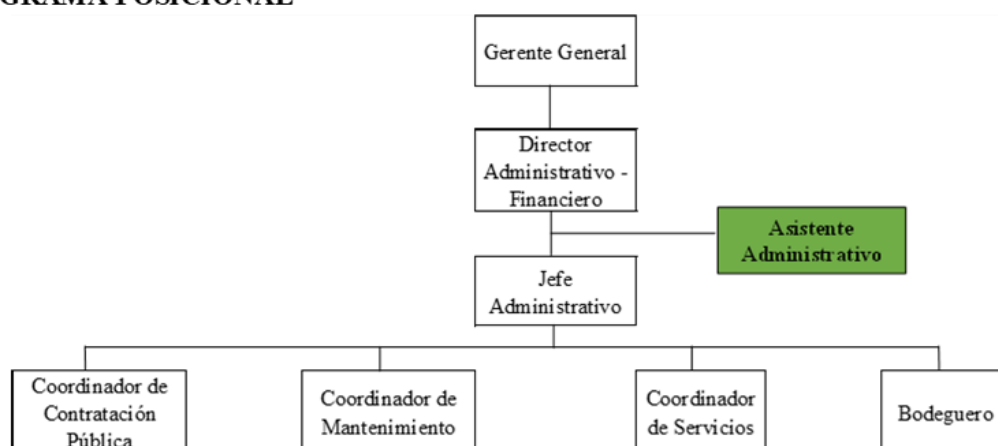 GRAMA POSICIONAL
Gerente General
Director
Administrativo -
Financiero
Asistente
Administrativo
Jefe
Administrativo
Coordinador de
Contratación
Pública
Coordinador de
Mantenimiento
Coordinador
de Servicios
Bodeguero